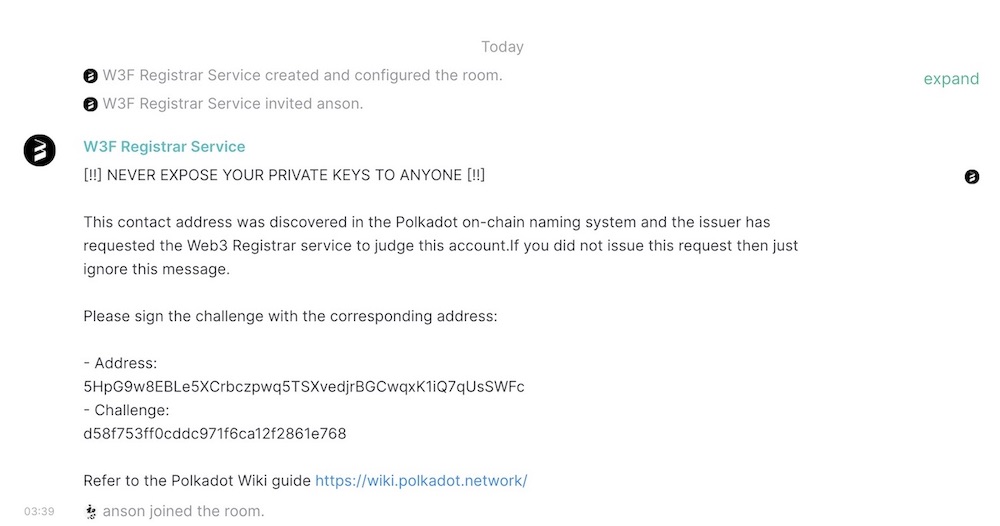 Today
W3F Registrar Service created and configured the room.
expand
W3F Registrar Service invited anson.
W3F Registrar Service
[!!] NEVER EXPOSE YOUR PRIVATE KEYS TO ANYONE [!!]
This contact address was discovered in the Polkadot on-chain naming system and the issuer has
requested the Web3 Registrar service to judge this account.If you did not issue this request then just
ignore this message.
Please sign the challenge with the corresponding address:
- Address:
5HpG9w8EBLe5XCrbczpwq5TSXvedjrBGCwqxK1iQ7qUsSWFc
- Challenge:
d58f753ff0cddc971f6ca12f2861e768
Refer to the Polkadot Wiki guide https://wiki.polkadot.network/
03:39 anson joined the room.